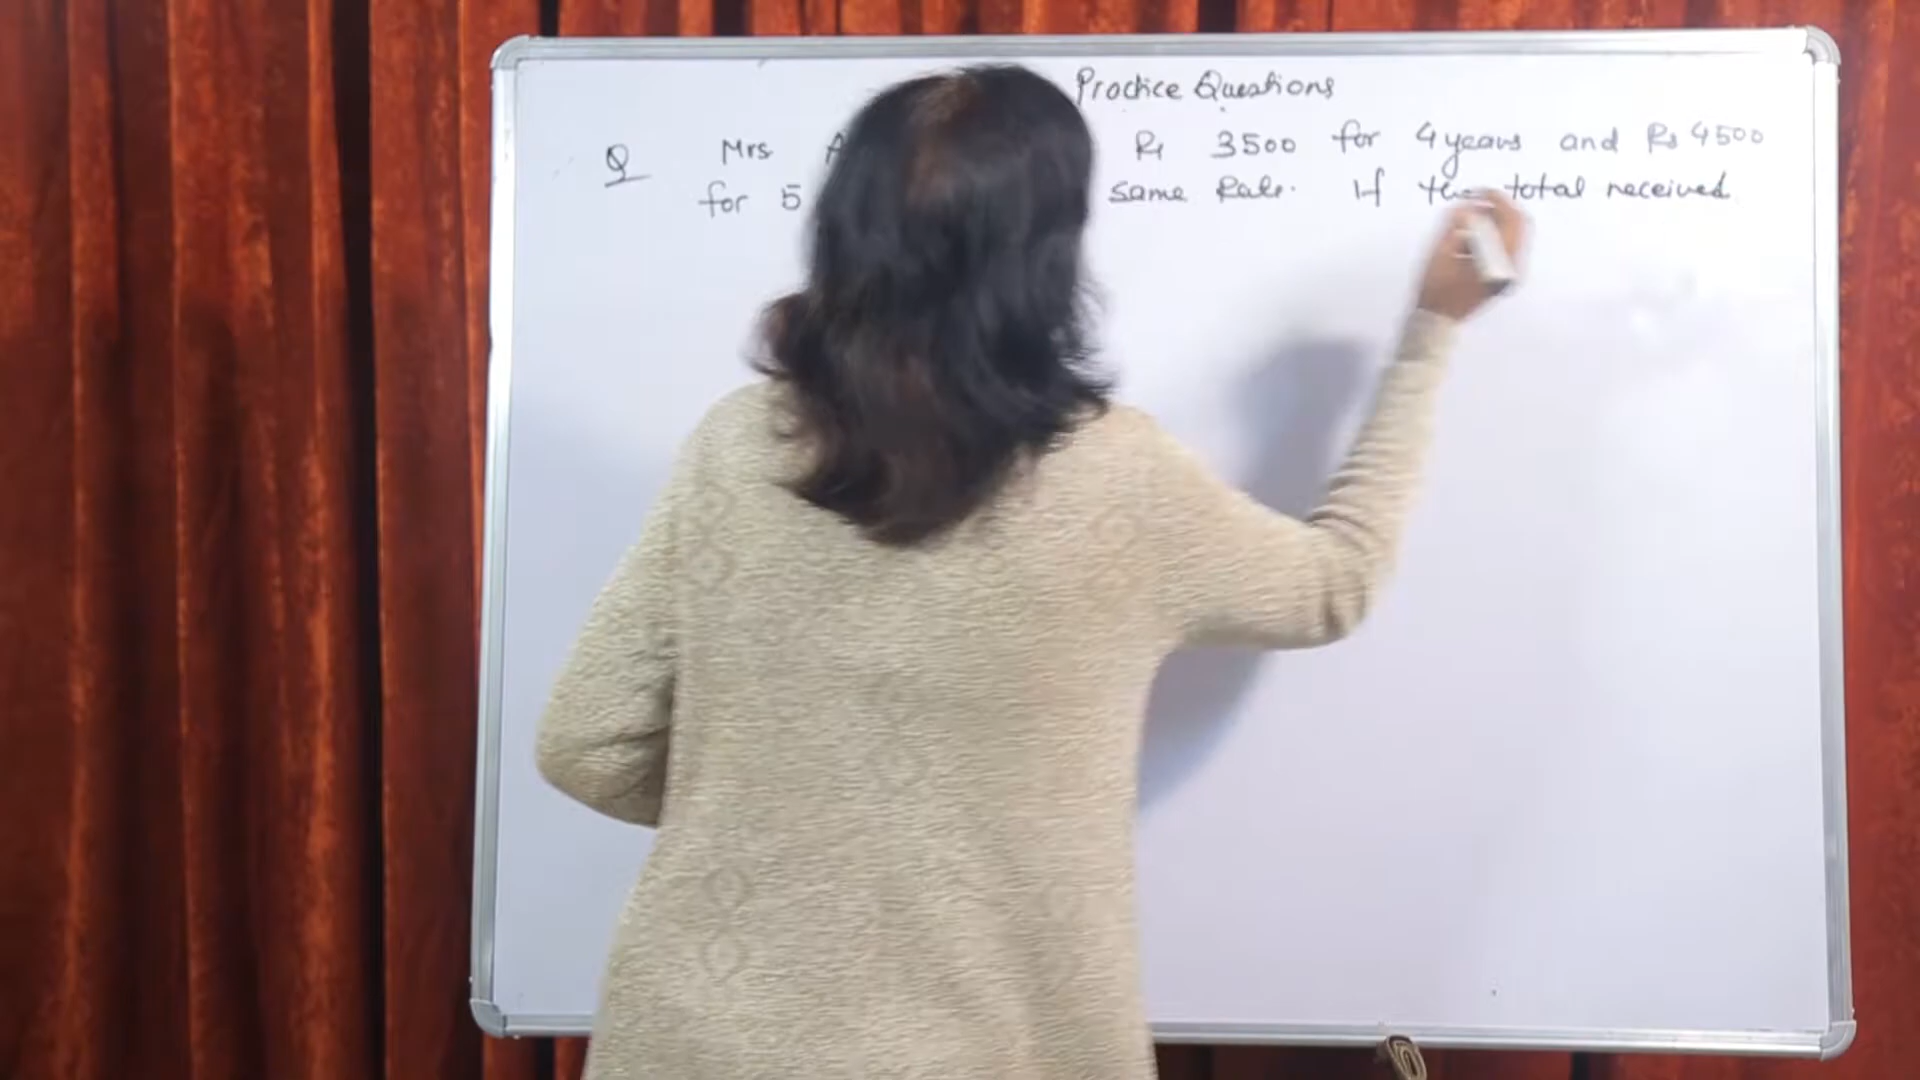 Practice Questions
Q Mrs A Rs 3500 for 4 years and Rs 4500
for 5 same Rate. If the total received